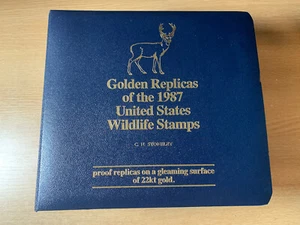 Golden Replicas
of the 1987
United States
Wildlife Stamps
C. H.
proof replicas on a gleaming surface
of 22kt gold.